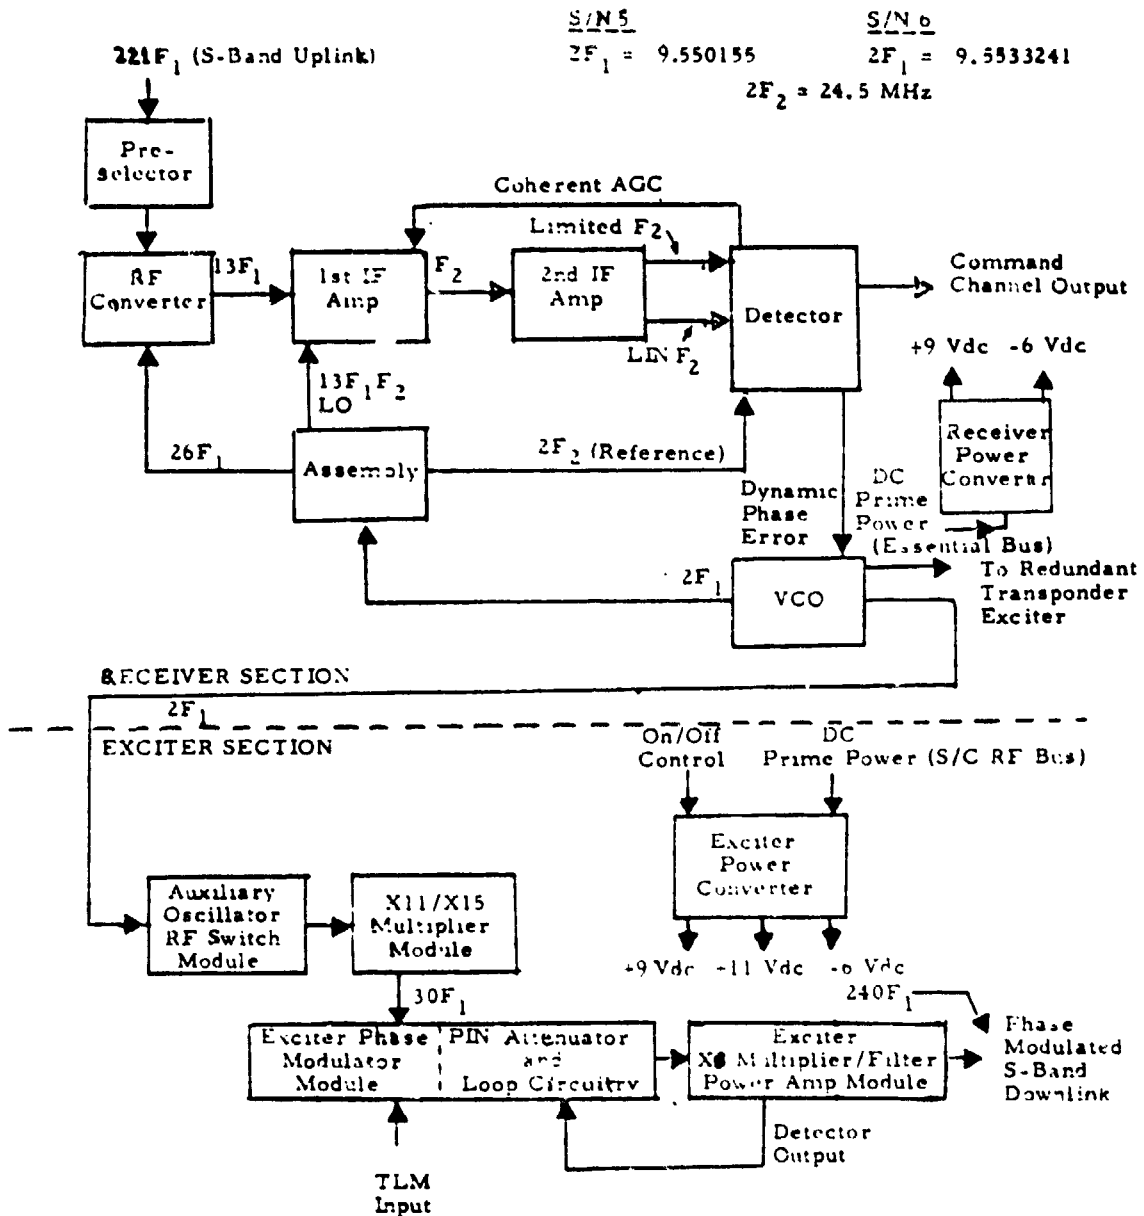 S/N 5
S/N 6
221F1 (S-Band Uplink)
2F1 = 9.550155
2F1 = 9.5533241
2F2 = 24.5 MHz
Pre-
selector
Coherent AGC
Limited F2
RF
Converter
13F1
1st IF
Amp
F2
2nd IF
Amp
LIN F2
Detector
Command
Channel Output
+9 Vdc -6 Vdc
13F1F2
LO
26F1
Assembly
2F2 (Reference)
Receiver
Power
Converter
Dynamic
Phase
Error
DC
Prime
Power
(Essential Bus)
2F1
VCO
To Redundant
Transponder
Exciter
RECEIVER SECTION
2F1
EXCITER SECTION
On/Off
Control
DC
Prime Power (S/C RF Bus)
Exciter
Power
Converter
Auxiliary
Oscillator
RF Switch
Module
X11/X15
Multiplier
Module
+9 Vdc +11 Vdc -6 Vdc
30F1
240F1
Exciter Phase
Modulator
Module
PIN Attenuator
and
Loop Circuitry
Exciter
X8 Multiplier/Filter
Power Amp Module
Phase
Modulated
S-Band
Downlink
Detector
Output
TLM
Input